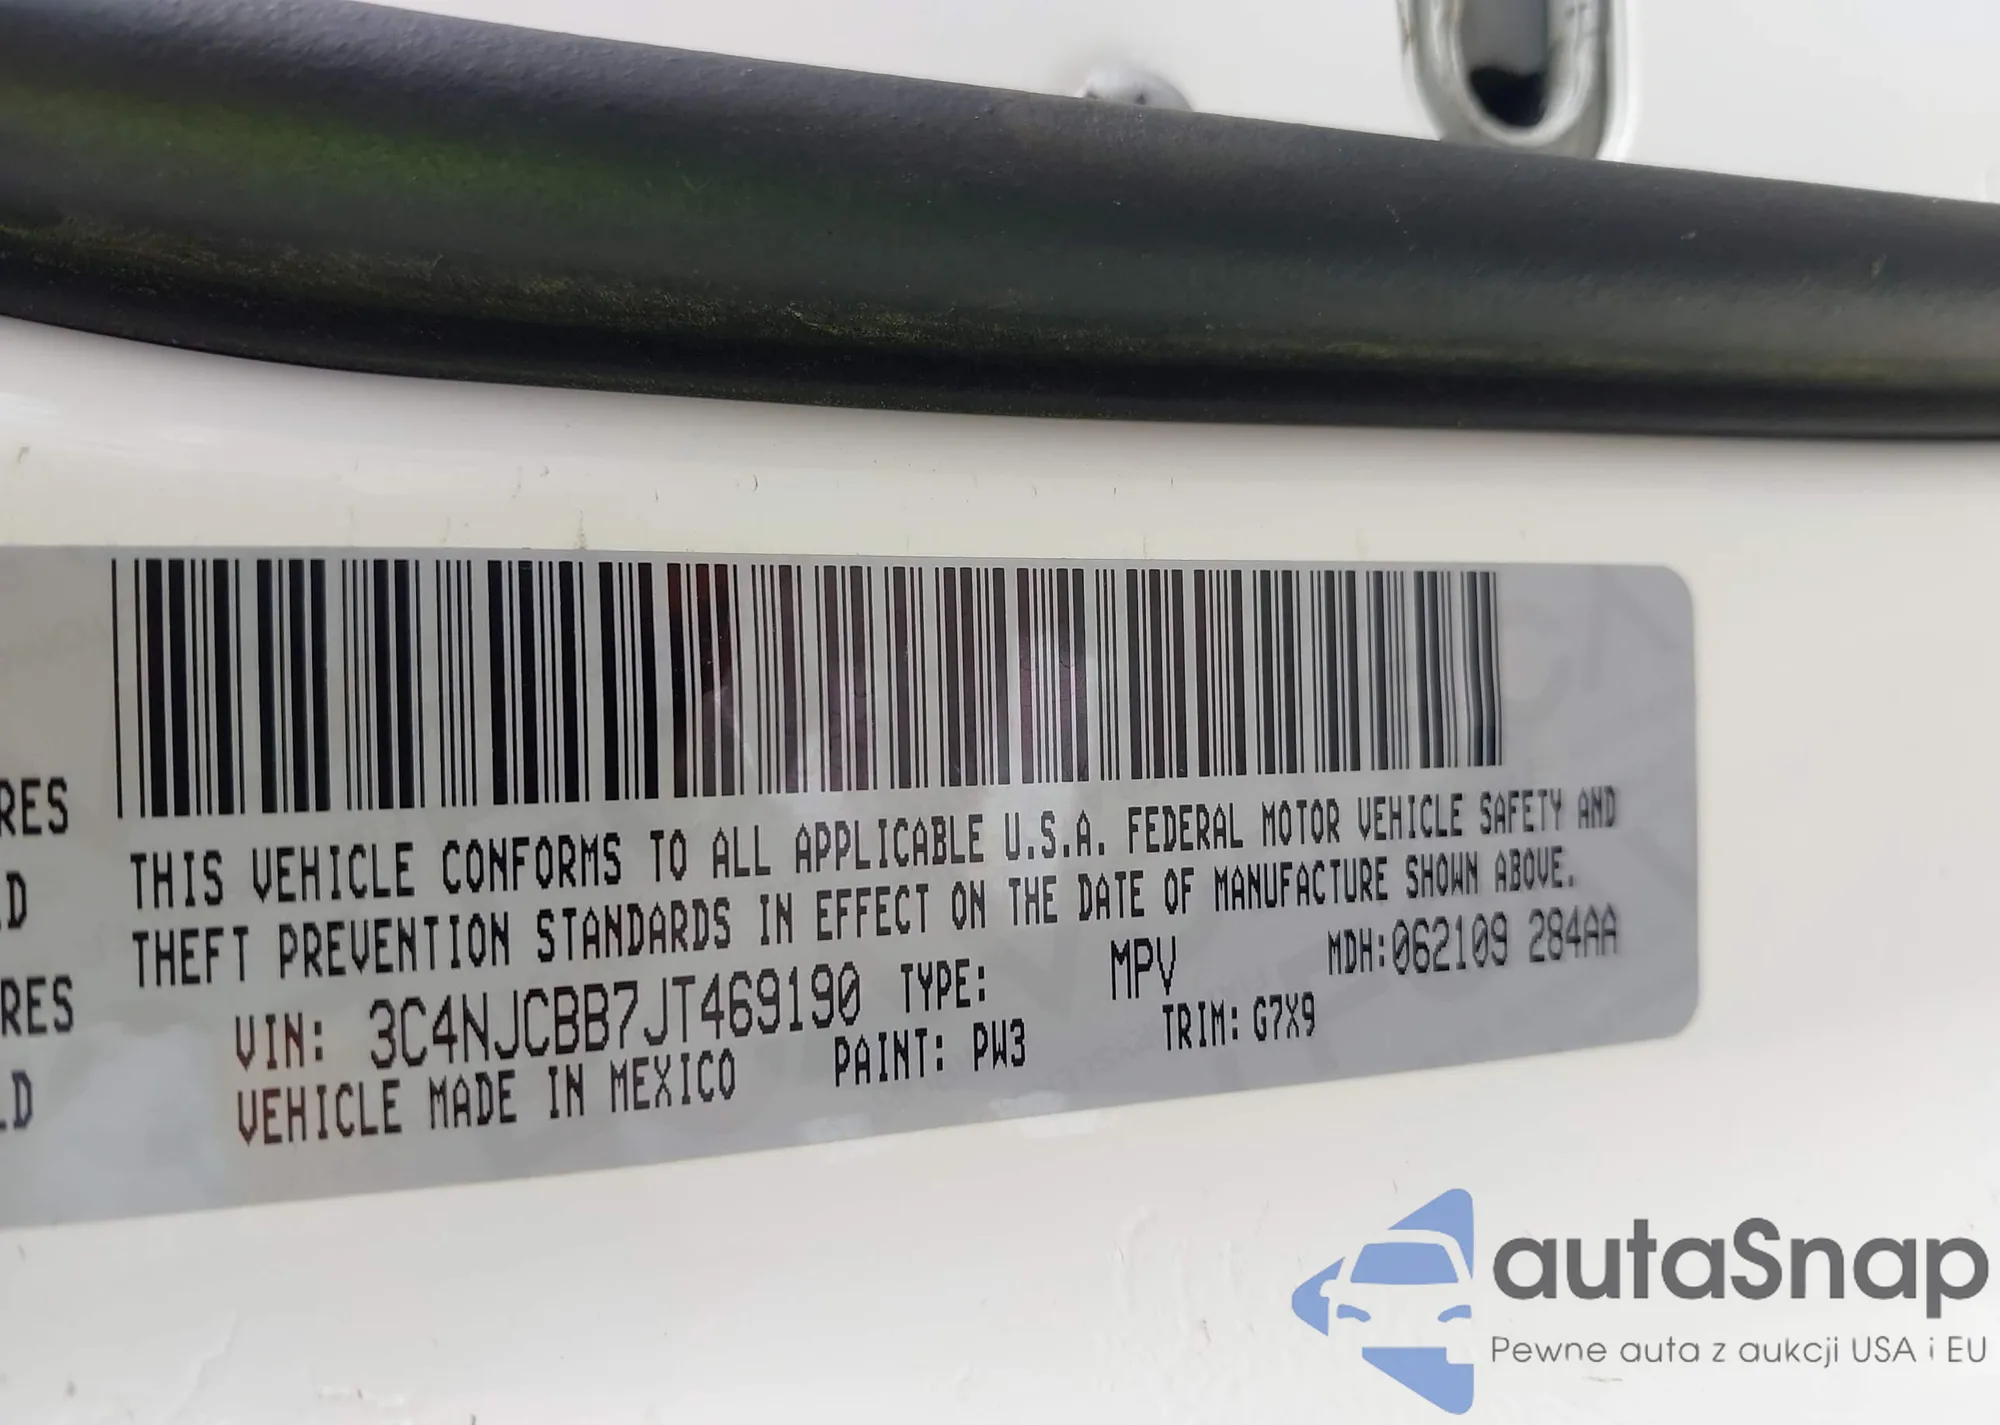 RES
LD
RES
LD
THIS VEHICLE CONFORMS TO ALL APPLICABLE U.S.A. FEDERAL MOTOR VEHICLE SAFETY AND
THEFT PREVENTION STANDARDS IN EFFECT ON THE DATE OF MANUFACTURE SHOWN ABOVE.
VIN: 3C4NJCBB7JT469190 TYPE: MPV MDH:062109 284AA
VEHICLE MADE IN MEXICO PAINT: PW3 TRIM: G7X9
autaSnap
Pewne auta z aukcji USA i EU